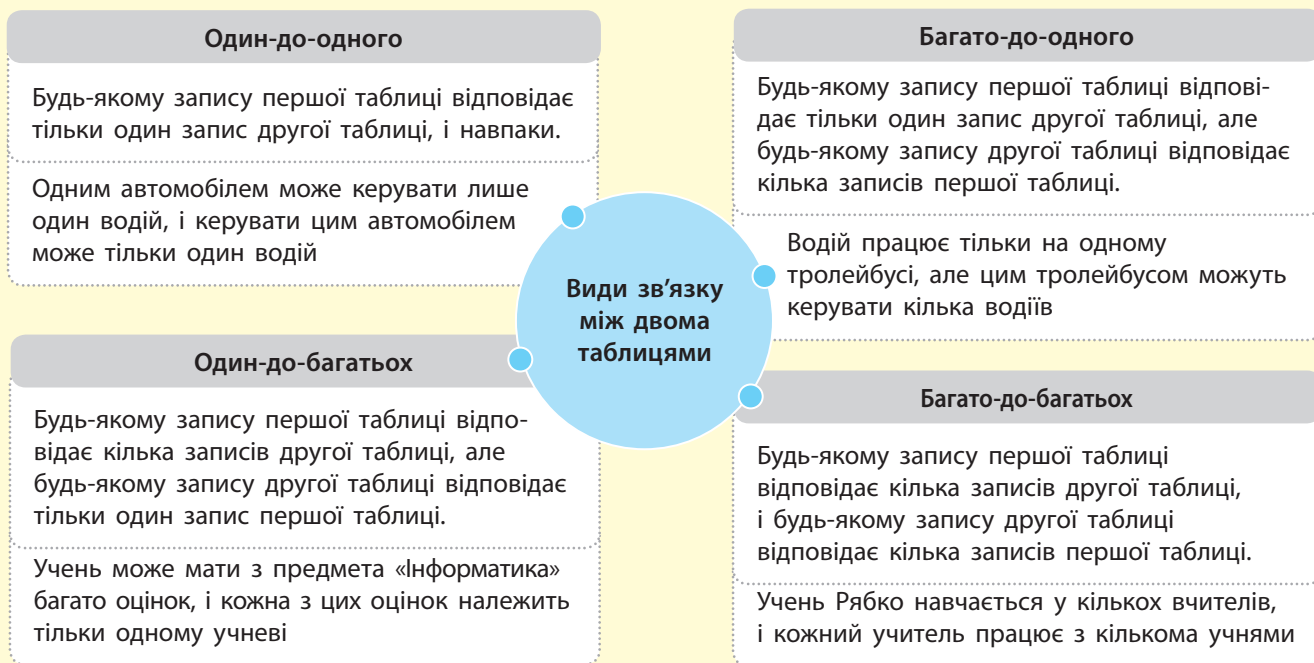 Один-до-одного
Будь-якому запису першої таблиці відповідає
тільки один запис другої таблиці, і навпаки.
Одним автомобілем може керувати лише
один водій, і керувати цим автомобілем
може тільки один водій
Багато-до-одного
Будь-якому запису першої таблиці відпові-
дає тільки один запис другої таблиці, але
будь-якому запису другої таблиці відповідає
кілька записів першої таблиці.
Водій працює тільки на одному
тролейбусі, але цим тролейбусом можуть
керувати кілька водіїв
Види зв'язку
між двома
таблицями
Один-до-багатьох
Будь-якому запису першої таблиці відпо-
відає кілька записів другої таблиці, але
будь-якому запису другої таблиці відповідає
тільки один запис першої таблиці.
Учень може мати з предмета «Інформатика»
багато оцінок, і кожна з цих оцінок належить
тільки одному учневі
Багато-до-багатьох
Будь-якому запису першої таблиці
відповідає кілька записів другої таблиці,
і будь-якому запису другої таблиці
відповідає кілька записів першої таблиці.
Учень Рябко навчається у кількох вчителів,
і кожний учитель працює з кількома учнями